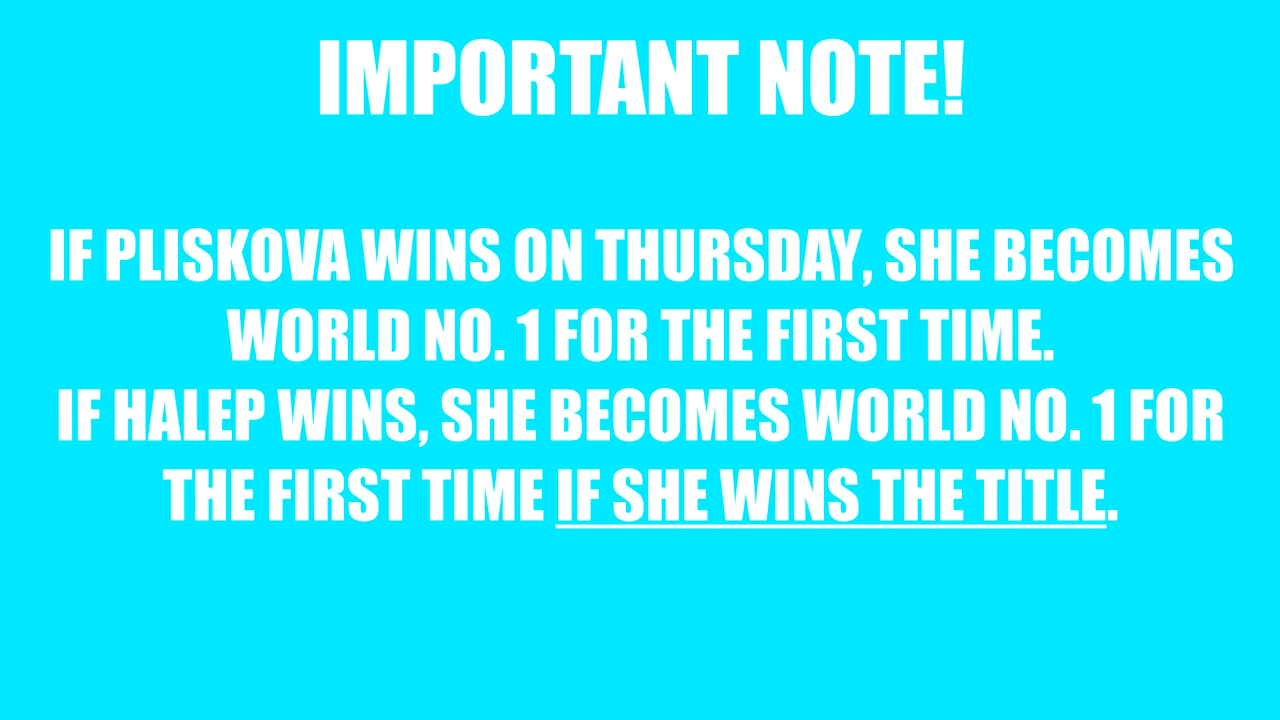 IMPORTANT NOTE!
IF PLISKOVA WINS ON THURSDAY, SHE BECOMES
WORLD NO. 1 FOR THE FIRST TIME.
IF HALEP WINS, SHE BECOMES WORLD NO. 1 FOR
THE FIRST TIME IF SHE WINS THE TITLE.